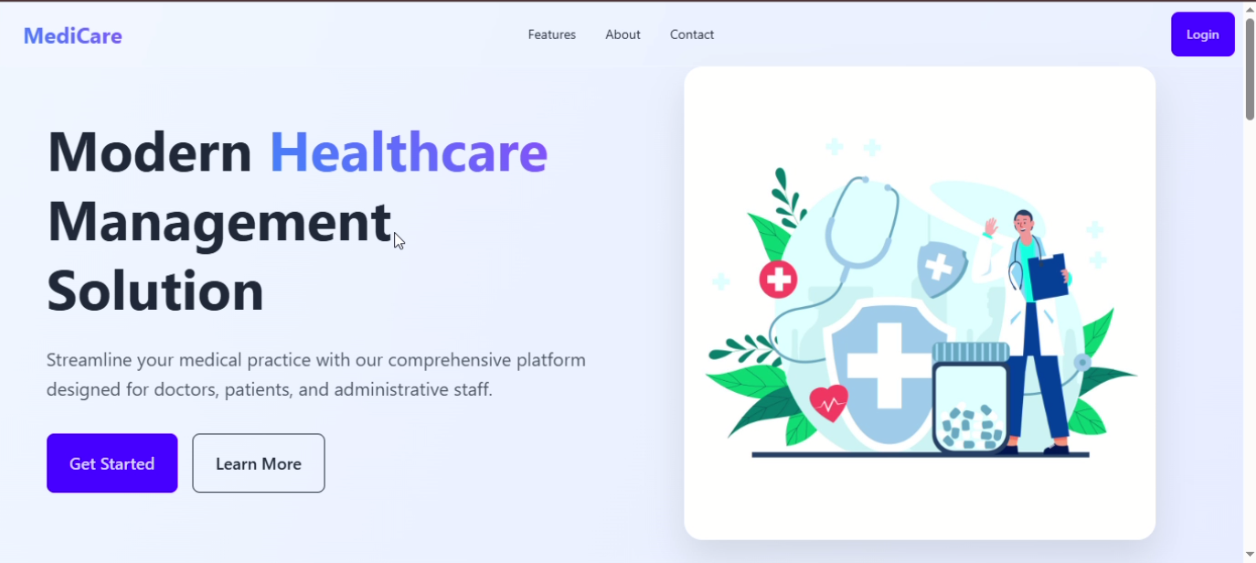 MediCare
Features
About
Contact
Login
Modern Healthcare
Management
Solution
Streamline your medical practice with our comprehensive platform
designed for doctors, patients, and administrative staff.
Get Started
Learn More